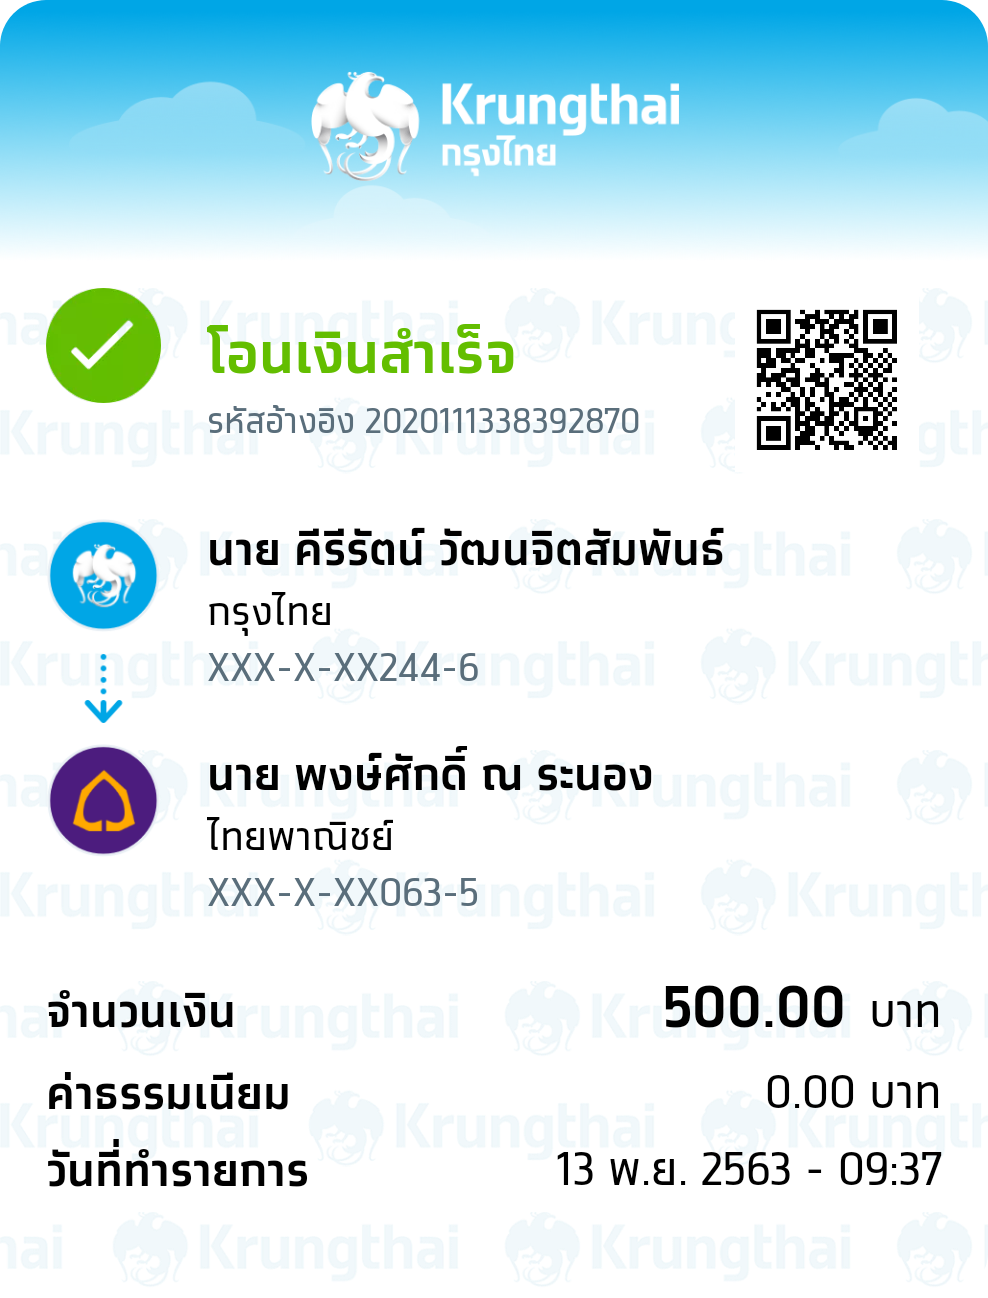 Krungthai
กรุงไทย
โอนเงินสำเร็จ
รหัสอ้างอิง 2020111338392870
นาย คีรีรัตน์ วัฒนจิตสัมพันธ์
กรุงไทย
XXX-X-XX244-6
นาย พงษ์ศักดิ์ ณ ระนอง
ไทยพาณิชย์
XXX-X-XX063-5
จำนวนเงิน 500.00 บาท
ค่าธรรมเนียม 0.00 บาท
วันที่ทำรายการ 13 พ.ย. 2563 - 09:37